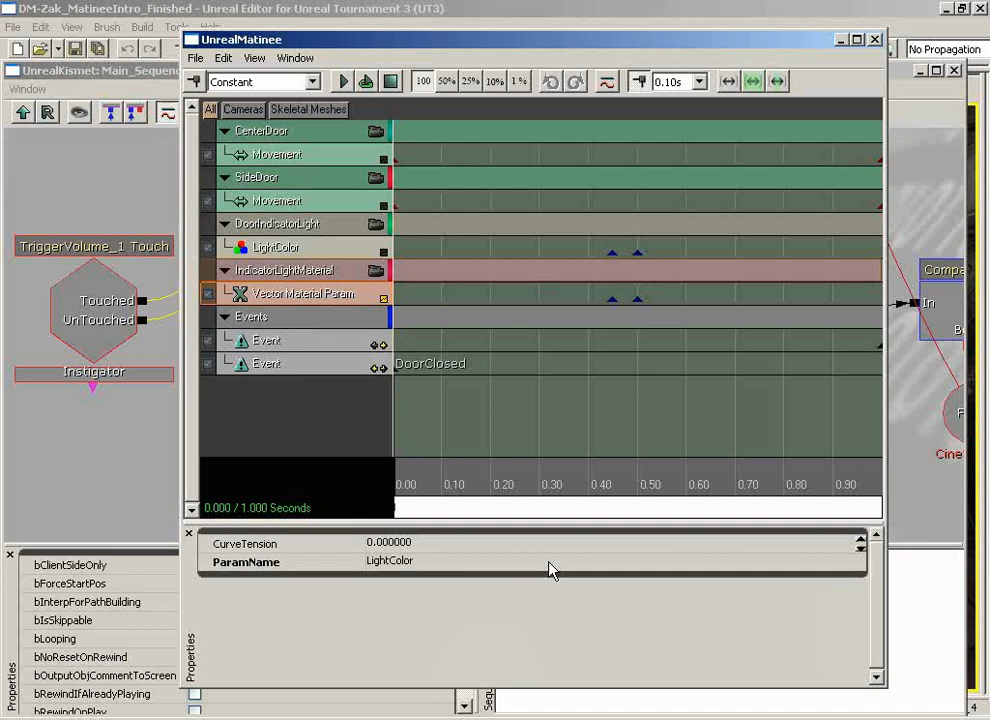 DM-Zak_MatineeIntro_Finished - Unreal Editor for Unreal Tournament 3 (UT3)
File Edit View Brush Build Tools
No Propagation
UnrealKismet: Main_Sequenc
Window
TriggerVolume_1 Touch
Touched
UnTouched
Instigator
UnrealMatinee
File Edit View Window
Constant
100 50% 25% 10% 1 %
0.10s
All Cameras Skeletal Meshes
CenterDoor
Movement
SideDoor
Movement
DoorIndicatorLight
LightColor
IndicatorLightMaterial
Vector Material Param
Events
Event
Event
DoorClosed
0.00 0.10 0.20 0.30 0.40 0.50 0.60 0.70 0.80 0.90
0.000 / 1.000 Seconds
CurveTension 0.000000
ParamName LightColor
Properties
Compa
In
Cine
bClientSideOnly
bForceStartPos
bInterpForPathBuilding
bIsSkippable
bLooping
bNoResetOnRewind
bOutputObjCommentToScreen
bRewindIfAlreadyPlaying
bRewindOnPlay
Properties